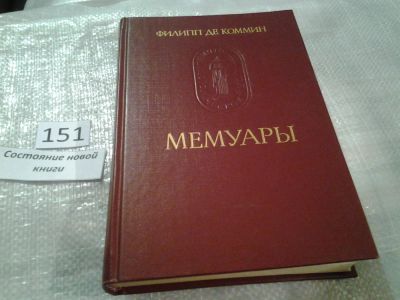 ФИЛИПП ДЕ КОММИН
МЕМУАРЫ
151
Состояние новой
книги